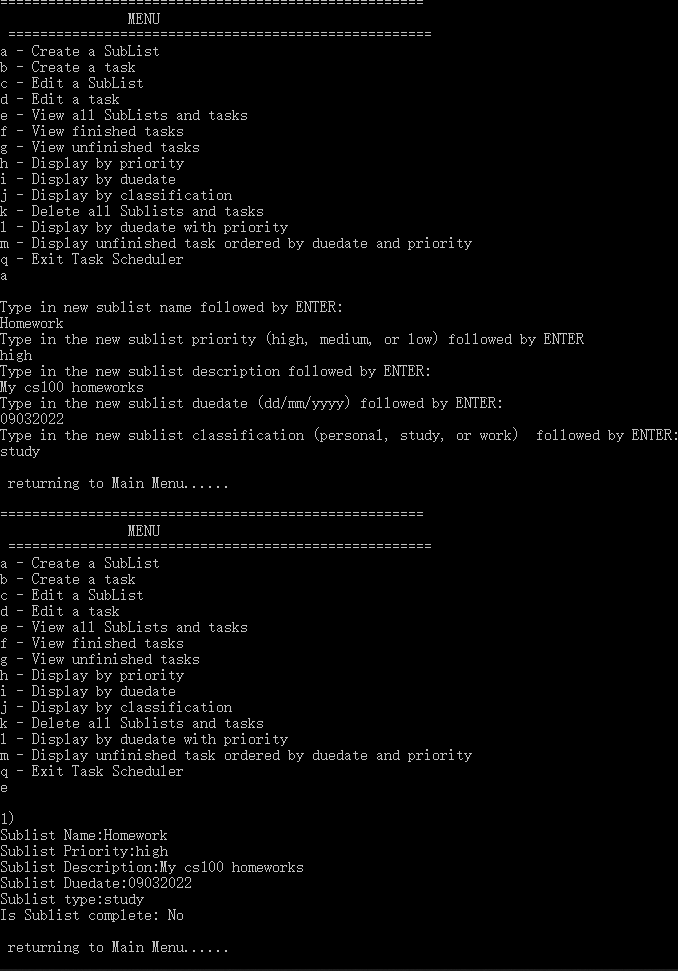 =====================================================
MENU
=====================================================
a - Create a SubList
b - Create a task
c - Edit a SubList
d - Edit a task
e - View all SubLists and tasks
f - View finished tasks
g - View unfinished tasks
h - Display by priority
i - Display by duedate
j - Display by classification
k - Delete all Sublists and tasks
l - Display by duedate with priority
m - Display unfinished task ordered by duedate and priority
q - Exit Task Scheduler
a
Type in new sublist name followed by ENTER:
Homework
Type in the new sublist priority (high, medium, or low) followed by ENTER
high
Type in the new sublist description followed by ENTER:
My cs100 homeworks
Type in the new sublist duedate (dd/mm/yyyy) followed by ENTER:
09032022
Type in the new sublist classification (personal, study, or work)  followed by ENTER:
study
returning to Main Menu......
=====================================================
MENU
=====================================================
a - Create a SubList
b - Create a task
c - Edit a SubList
d - Edit a task
e - View all SubLists and tasks
f - View finished tasks
g - View unfinished tasks
h - Display by priority
i - Display by duedate
j - Display by classification
k - Delete all Sublists and tasks
l - Display by duedate with priority
m - Display unfinished task ordered by duedate and priority
q - Exit Task Scheduler
e
1)
Sublist Name:Homework
Sublist Priority:high
Sublist Description:My cs100 homeworks
Sublist Duedate:09032022
Sublist type:study
Is Sublist complete: No
returning to Main Menu......